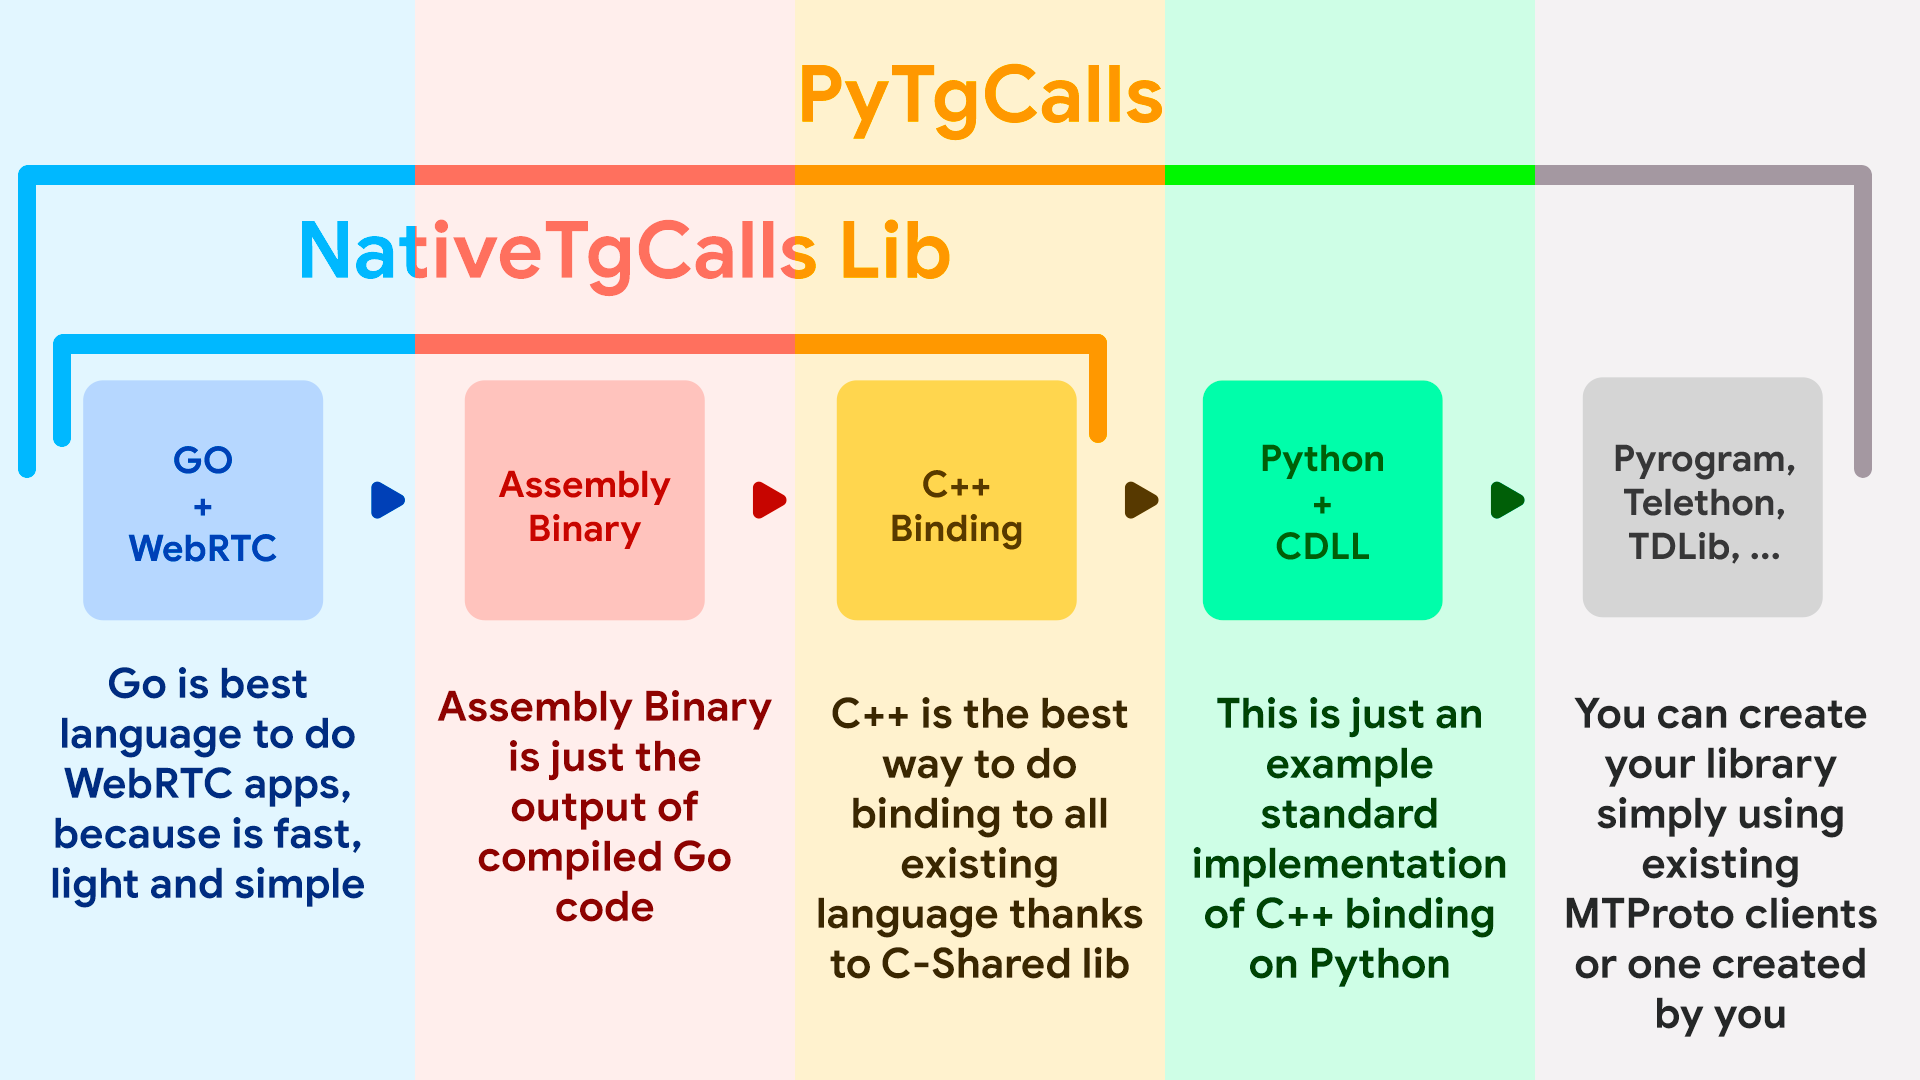 PyTgCalls
NativeTgCalls Lib
GO
+
WebRTC
Assembly
Binary
C++
Binding
Python
+
CDLL
Pyrogram,
Telethon,
TDLib, ...
Go is best
language to do
WebRTC apps,
because is fast,
light and simple
Assembly Binary
is just the
output of
compiled Go
code
C++ is the best
way to do
binding to all
existing
language thanks
to C-Shared lib
This is just an
example
standard
implementation
of C++ binding
on Python
You can create
your library
simply using
existing
MTProto clients
or one created
by you